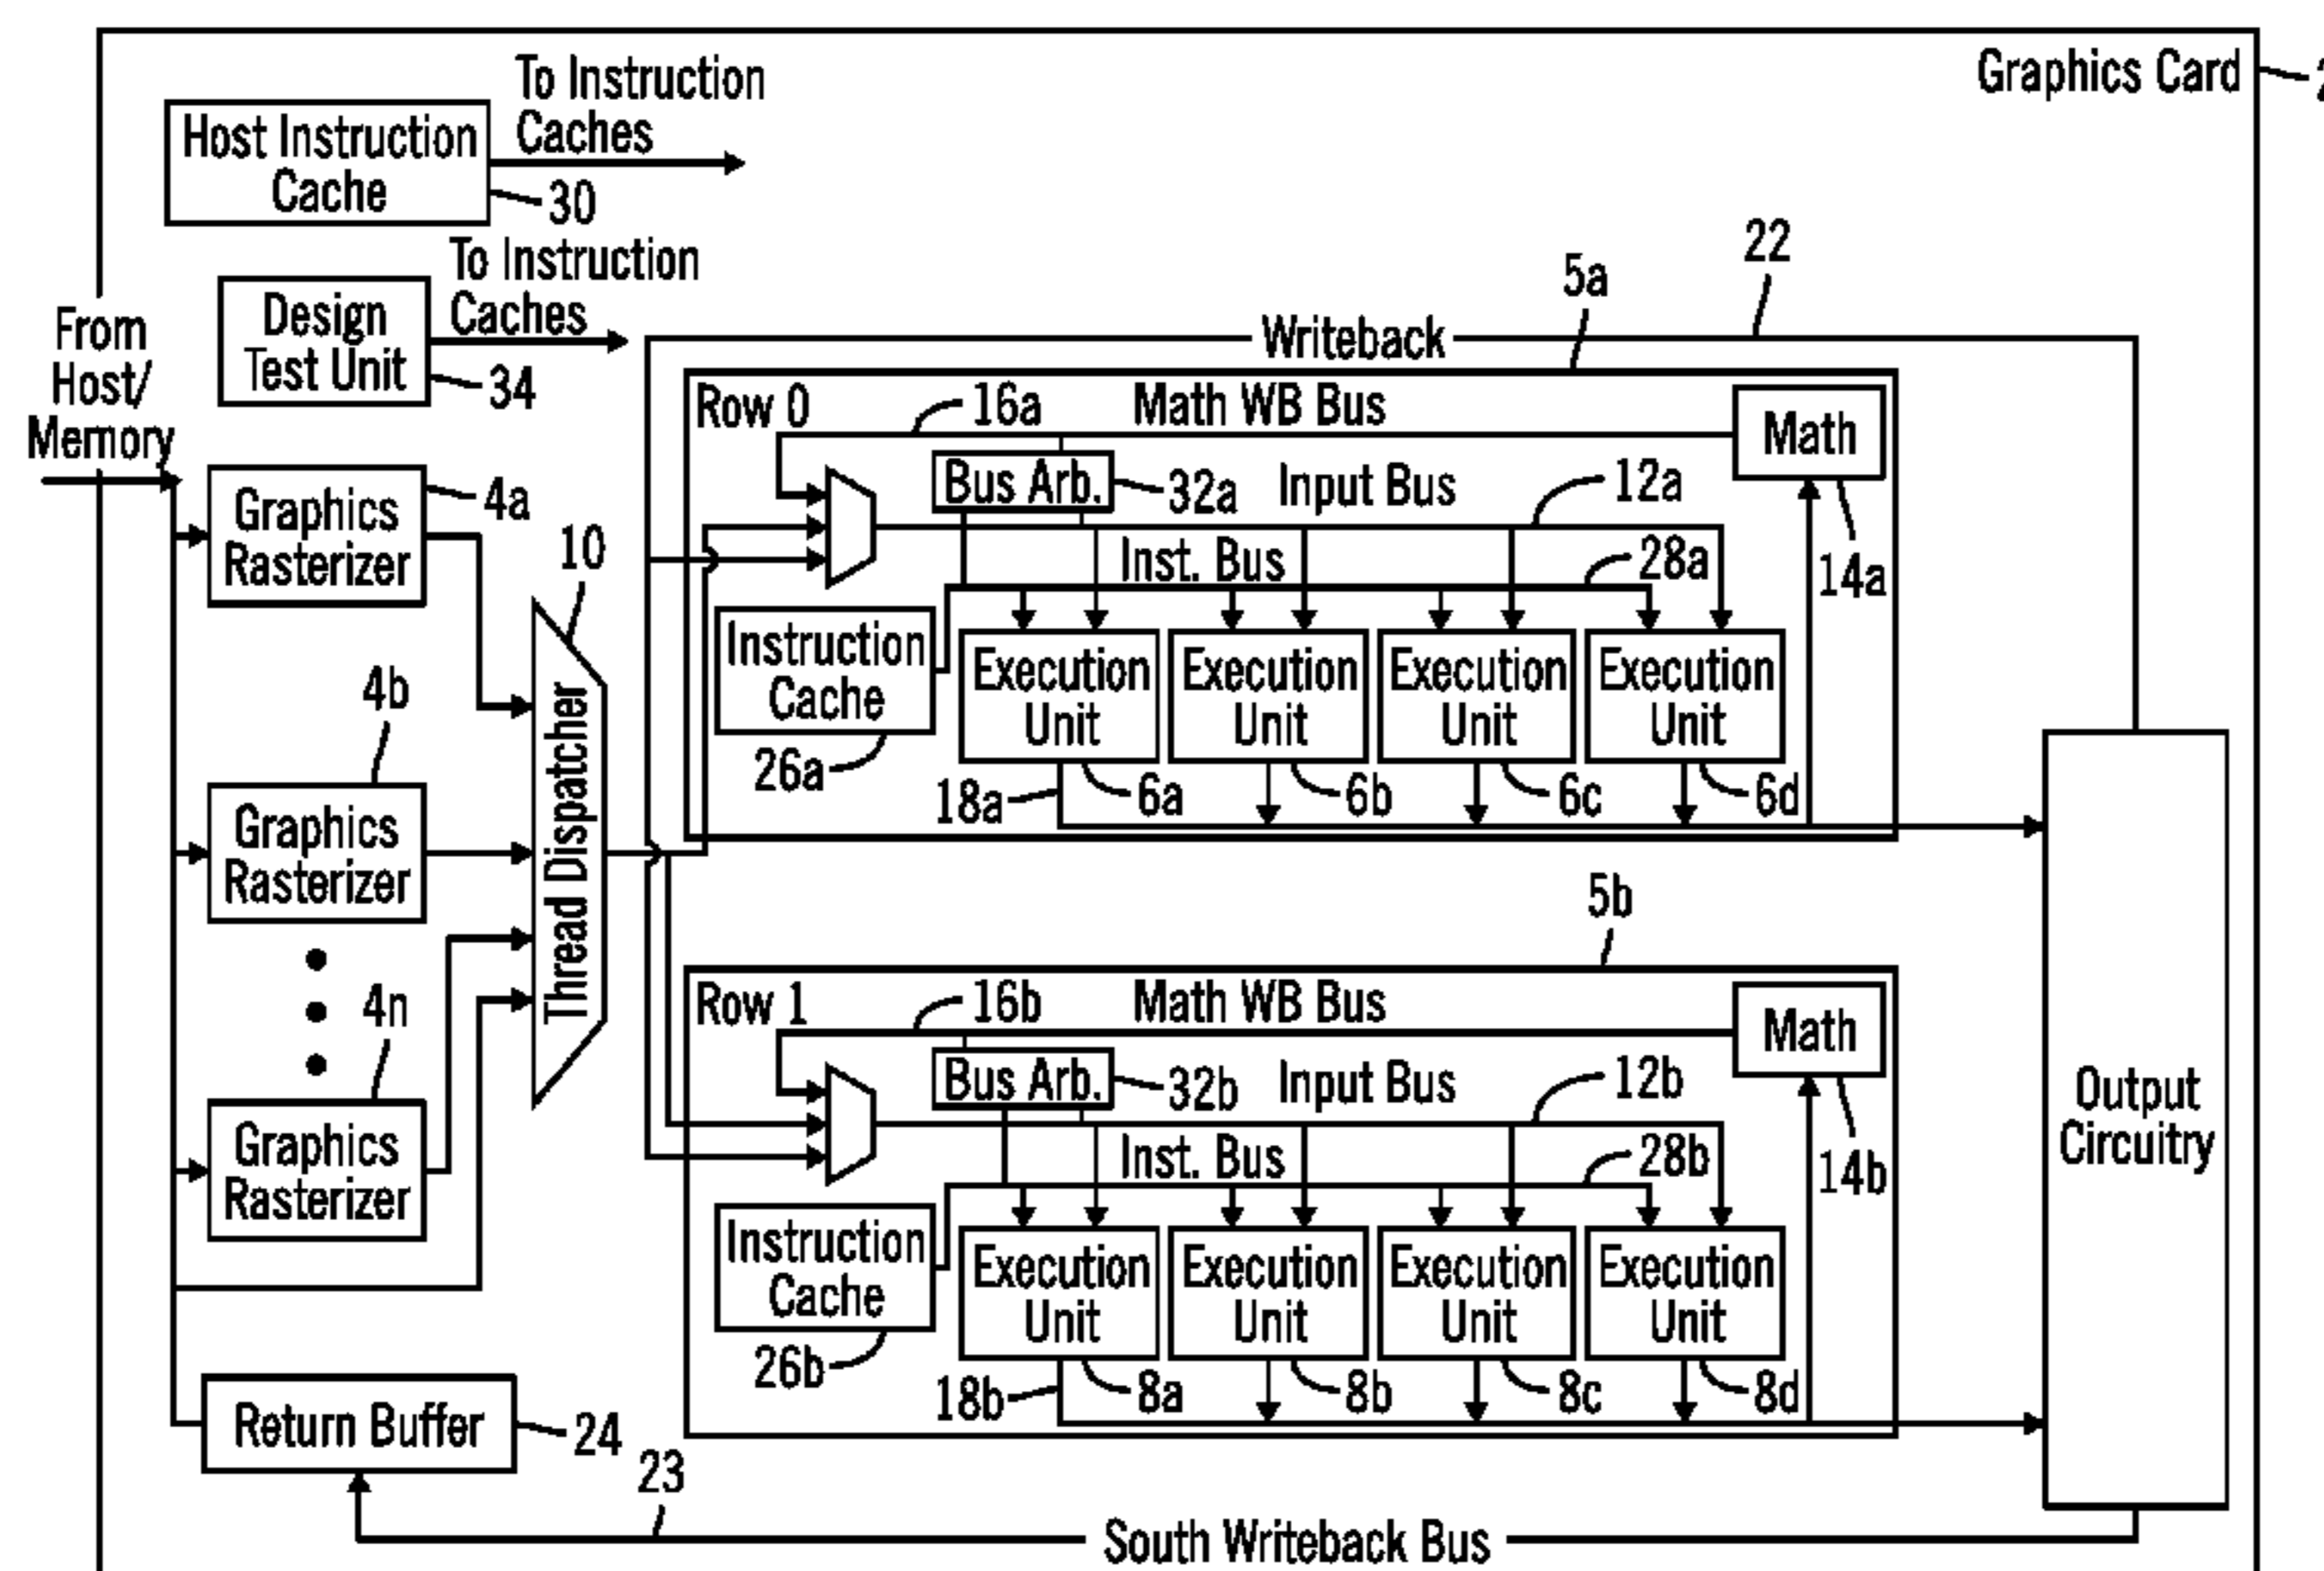 Graphics Card
To Instruction
Caches
Host Instruction
Cache
30
To Instruction
Caches
Design
Test Unit
34
From
Host/
Memory
22
5a
Writeback
Row 0
16a
Math WB Bus
Math
Graphics
Rasterizer
4a
Bus Arb.
32a
Input Bus
12a
10
Inst. Bus
28a
14a
Instruction
Cache
26a
Execution
Unit
Execution
Unit
Execution
Unit
Execution
Unit
18a
6a
6b
6c
6d
4b
Graphics
Rasterizer
Thread Dispatcher
5b
4n
Graphics
Rasterizer
Row 1
16b
Math WB Bus
Math
Bus Arb.
32b
Input Bus
12b
Inst. Bus
28b
14b
Output
Circuitry
Instruction
Cache
26b
Execution
Unit
Execution
Unit
Execution
Unit
Execution
Unit
18b
8a
8b
8c
8d
Return Buffer
24
23
South Writeback Bus